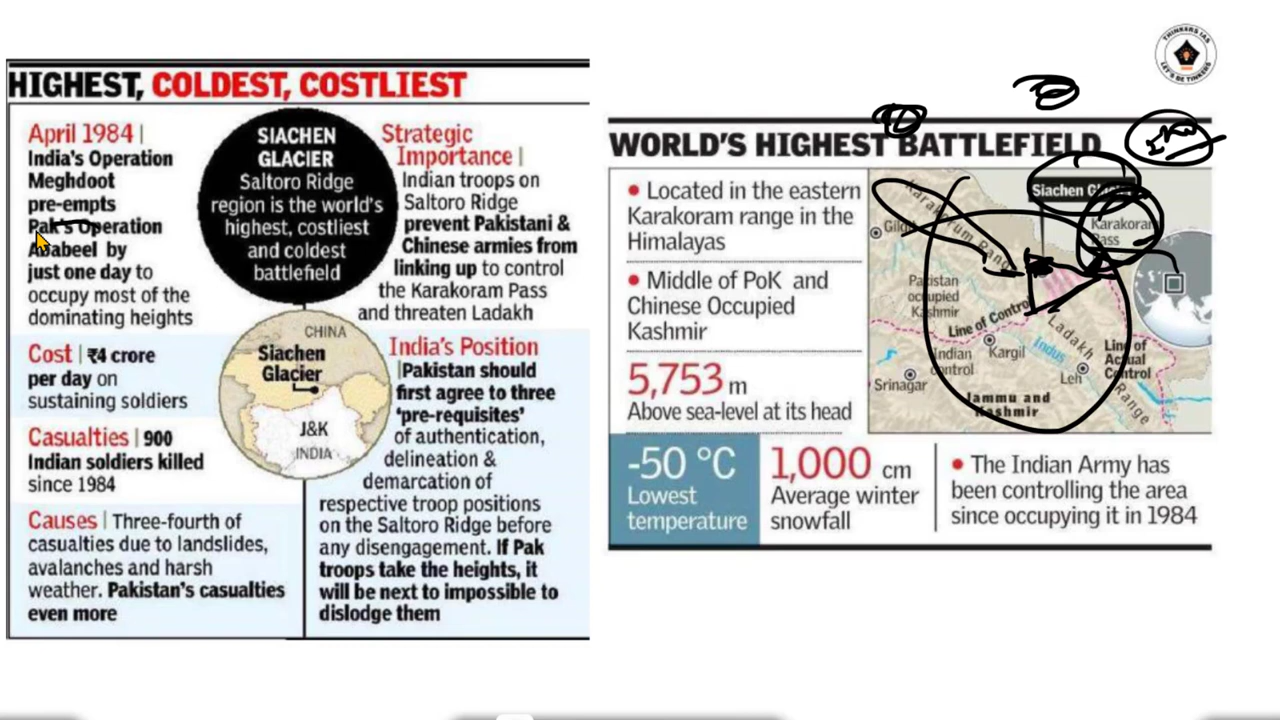 THINKERS IAS
LET'S BE THINKERS
HIGHEST, COLDEST, COSTLIEST
April 1984 |
India's Operation
Meghdoot
pre-empts
Pak's Operation
Ababeel by
just one day to
occupy most of the
dominating heights
Cost | ₹4 crore
per day on
sustaining soldiers
Casualties | 900
Indian soldiers killed
since 1984
Causes | Three-fourth of
casualties due to landslides,
avalanches and harsh
weather. Pakistan's casualties
even more
SIACHEN
GLACIER
Saltoro Ridge
region is the world's
highest, costliest
and coldest
battlefield
CHINA
Siachen
Glacier
J&K
INDIA
Strategic
Importance |
Indian troops on
Saltoro Ridge
prevent Pakistani &
Chinese armies from
linking up to control
the Karakoram Pass
and threaten Ladakh
India's Position
|Pakistan should
first agree to three
'pre-requisites'
of authentication,
delineation &
demarcation of
respective troop positions
on the Saltoro Ridge before
any disengagement. If Pak
troops take the heights, it
will be next to impossible to
dislodge them
WORLD'S HIGHEST BATTLEFIELD
• Located in the eastern
Karakoram range in the
Himalayas
• Middle of PoK and
Chinese Occupied
Kashmir
5,753 m
Above sea-level at its head
Siachen Glacier
Karakoram Range
Karakoram
Pass
Gilgit
Pakistan
occupied
Kashmir
Line of Control
Indian
control
Kargil
Srinagar
Indus
Ladakh
Range
Leh
Line of
Actual
Control
Jammu and
Kashmir
-50 °C
Lowest
temperature
1,000 cm
Average winter
snowfall
• The Indian Army has
been controlling the area
since occupying it in 1984